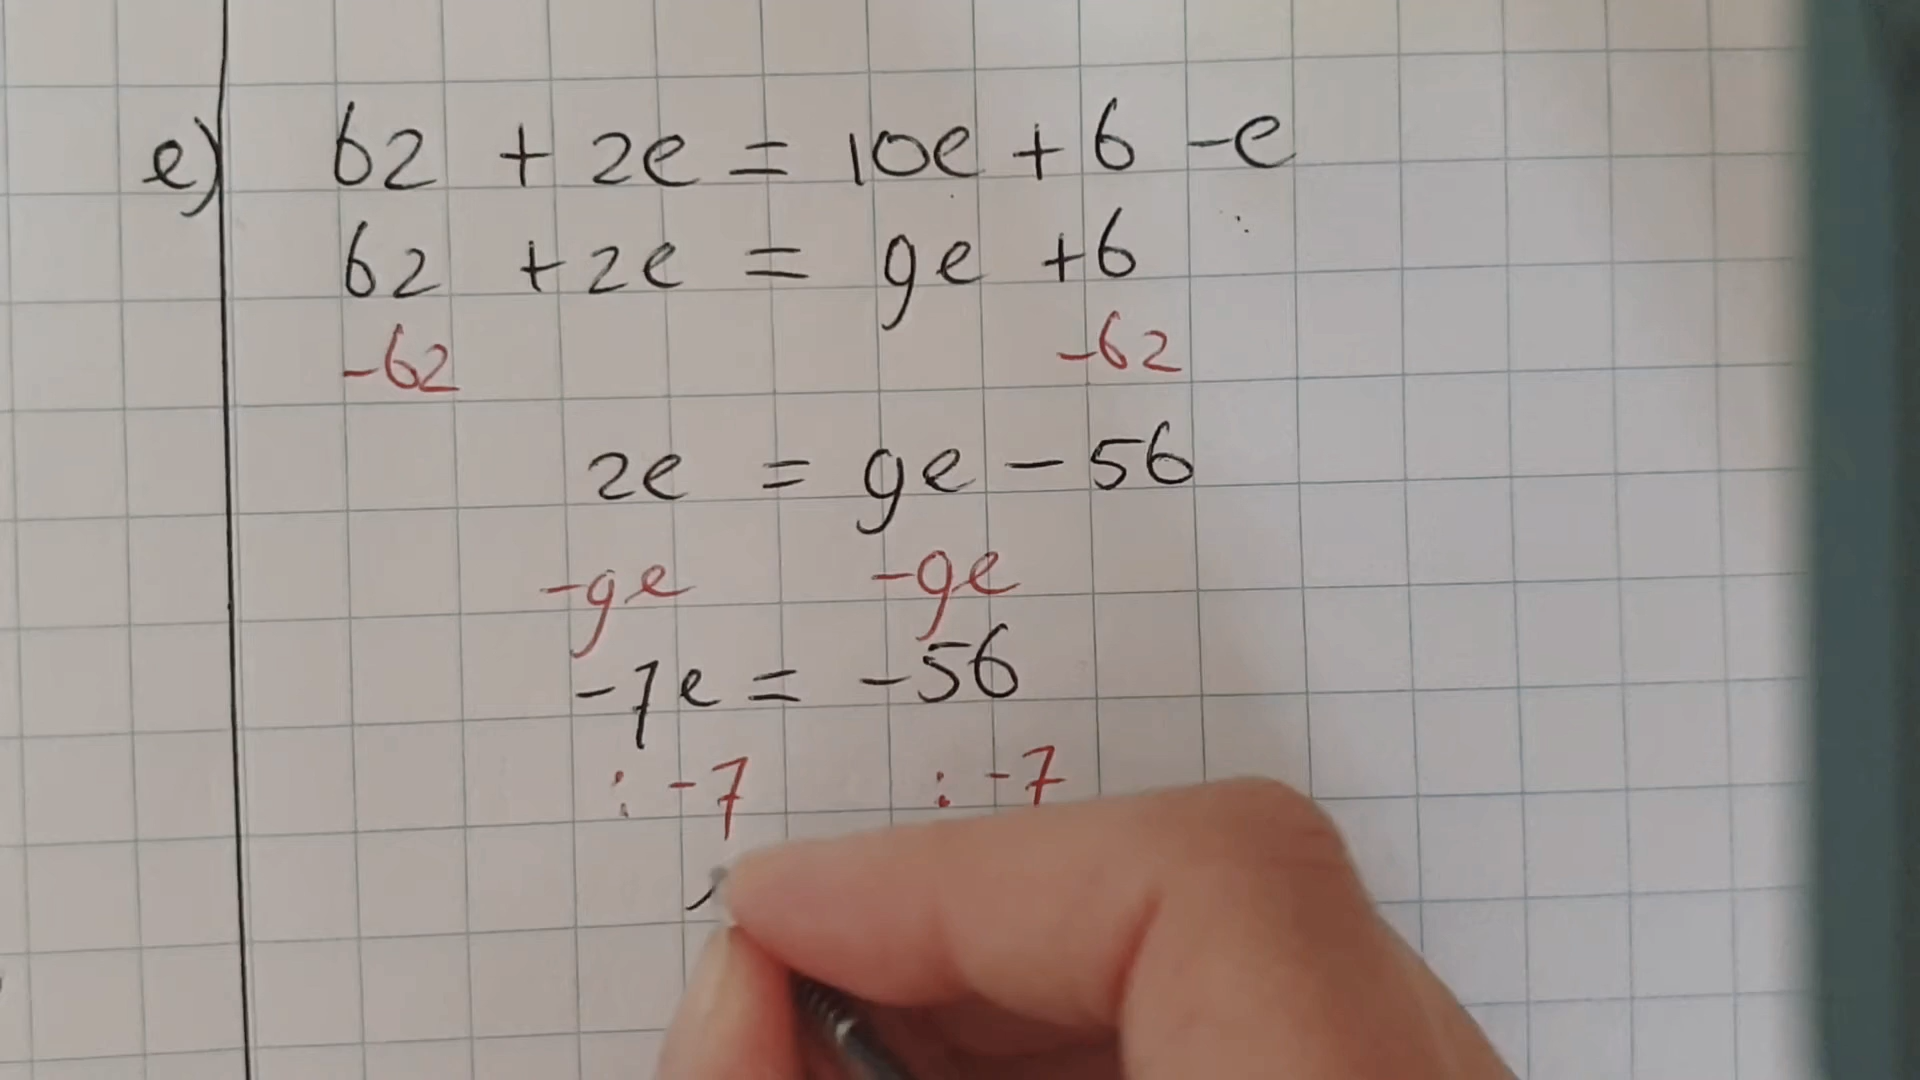 e) 62 + 2e = 10e + 6 - e
62 + 2e = 9e + 6
-62 -62
2e = 9e - 56
-9e -9e
-7e = -56
: -7 : -7